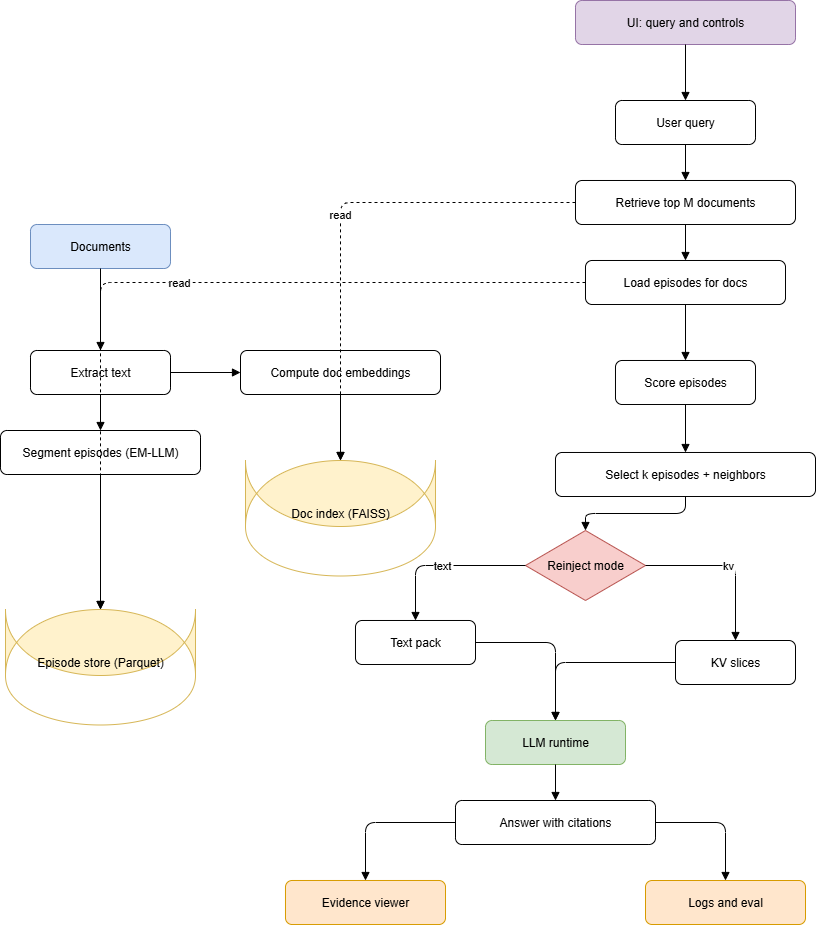 UI: query and controls
User query
Retrieve top M documents
read
Documents
Load episodes for docs
read
Extract text
Compute doc embeddings
Score episodes
Segment episodes (EM-LLM)
Select k episodes + neighbors
Doc index (FAISS)
Reinject mode
text
kv
Text pack
KV slices
Episode store (Parquet)
LLM runtime
Answer with citations
Evidence viewer
Logs and eval